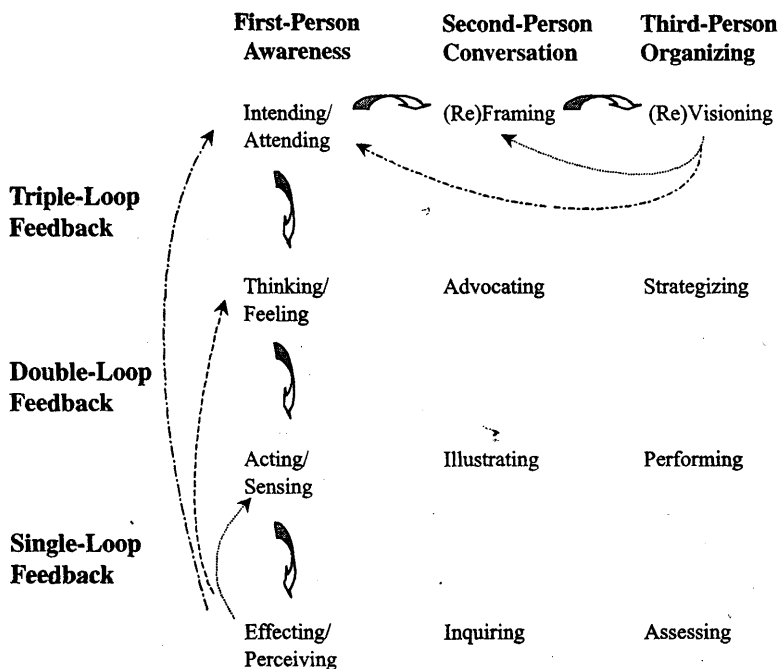 First-Person Second-Person Third-Person
Awareness Conversation Organizing
Intending/ (Re)Framing (Re)Visioning
Attending
Triple-Loop
Feedback
Thinking/ Advocating Strategizing
Feeling
Double-Loop
Feedback
Acting/ Illustrating Performing
Sensing
Single-Loop
Feedback
Effecting/ Inquiring Assessing
Perceiving